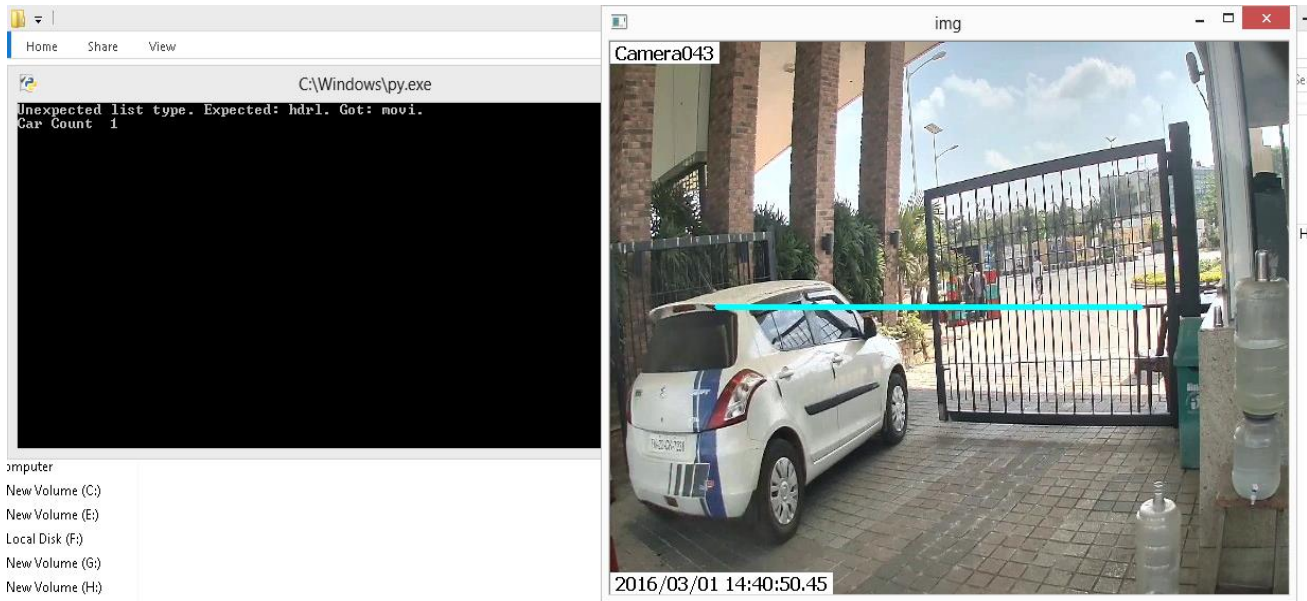 Home Share View
C:\Windows\py.exe
Unexpected list type. Expected: hdrl. Got: movi.
Car Count 1
omputer
New Volume (C:)
New Volume (E:)
Local Disk (F:)
New Volume (G:)
New Volume (H:)
img
Camera043
2016/03/01 14:40:50.45
Se
H